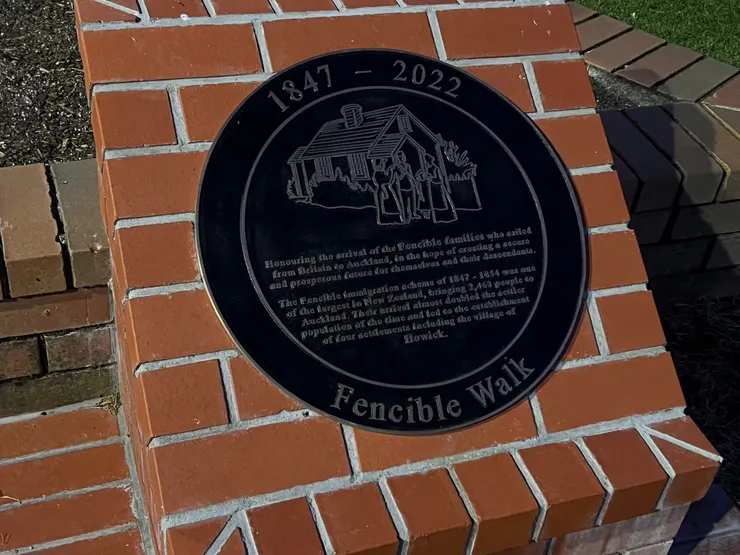 1847 – 2022
Honouring the arrival of the Fencible families who sailed
from Britain to Auckland, in the hope of creating a secure
and prosperous future for themselves and their descendants.
The Fencible immigration scheme of 1847 - 1854 was one
of the largest in New Zealand, bringing 2,460 people to
Auckland. Their arrival almost doubled the settler
population of the time and led to the establishment
of four settlements including the village of
Howick.
Fencible Walk